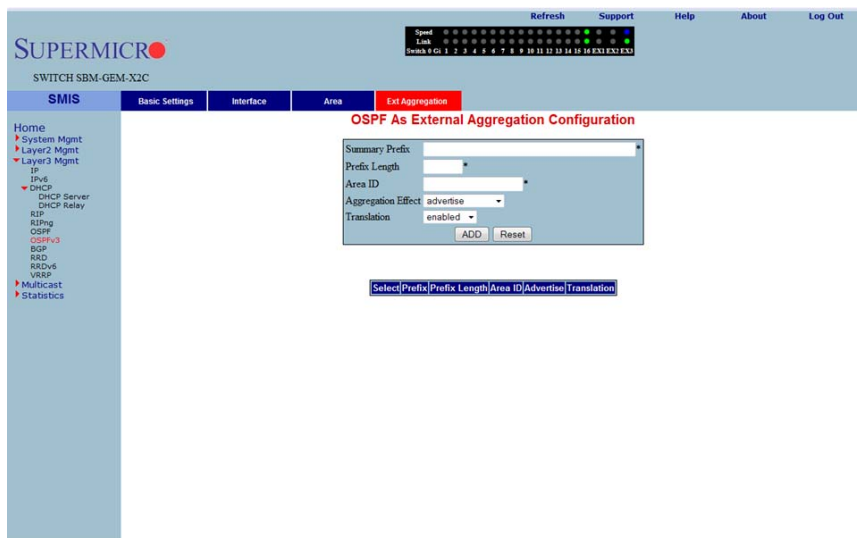 Refresh Support Help About Log Out
Speed
Link
Switch 0 Gi 1 2 3 4 5 6 7 8 9 10 11 12 13 14 15 16 EX1 EX2 EX3
SUPERMICRO
SWITCH SBM-GEM-X2C
SMIS Basic Settings Interface Area Ext Aggregation
OSPF As External Aggregation Configuration
Home
System Mgmt
Layer2 Mgmt
Layer3 Mgmt
IP
IPv6
DHCP
DHCP Server
DHCP Relay
RIP
RIPng
OSPF
OSPFv3
BGP
RRD
RRDv6
VRRP
Multicast
Statistics
Summary Prefix *
Prefix Length *
Area ID *
Aggregation Effect advertise
Translation enabled
ADD Reset
Select Prefix Prefix Length Area ID Advertise Translation